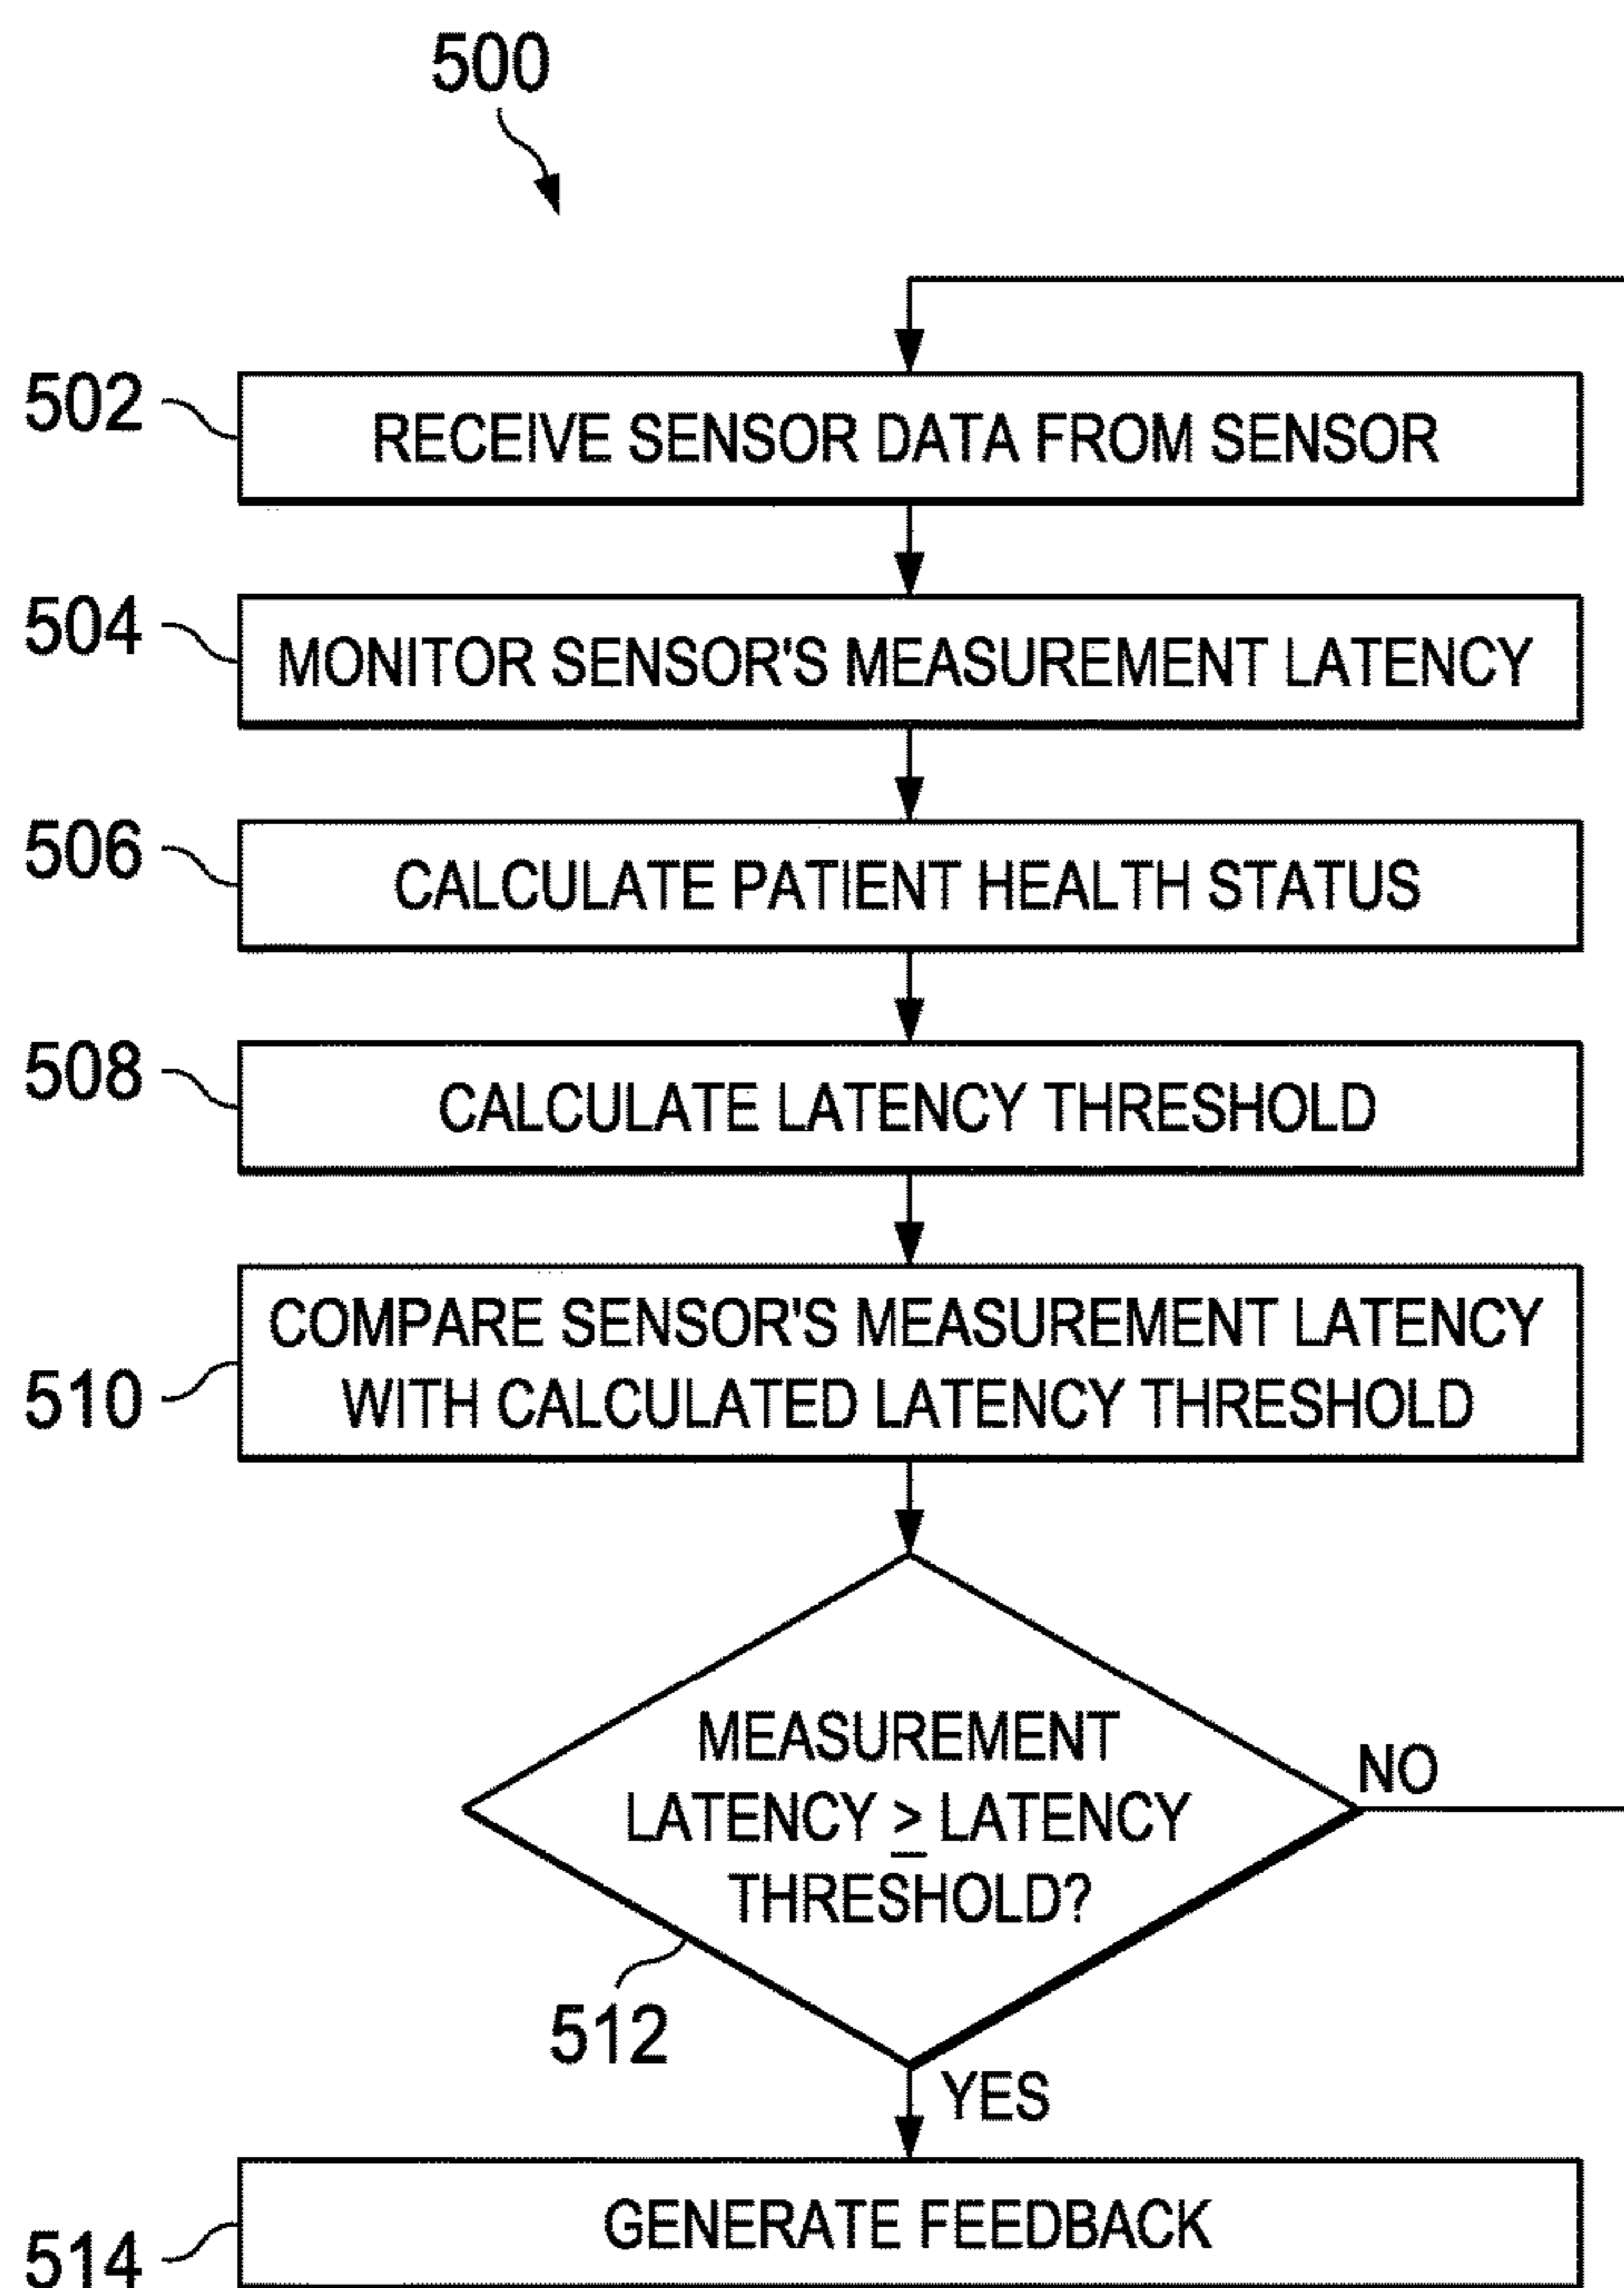 500
502
RECEIVE SENSOR DATA FROM SENSOR
504
MONITOR SENSOR'S MEASUREMENT LATENCY
506
CALCULATE PATIENT HEALTH STATUS
508
CALCULATE LATENCY THRESHOLD
510
COMPARE SENSOR'S MEASUREMENT LATENCY
WITH CALCULATED LATENCY THRESHOLD
MEASUREMENT
LATENCY ≥ LATENCY
THRESHOLD?
NO
512
YES
514
GENERATE FEEDBACK